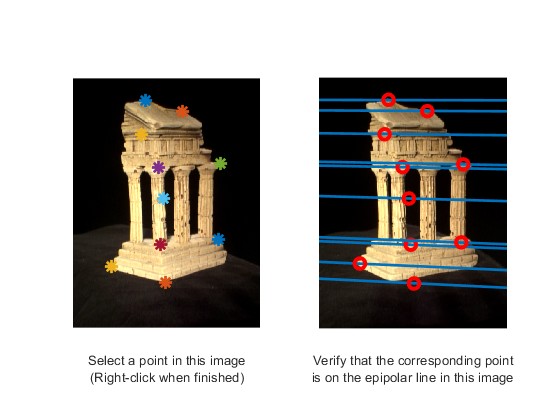 Select a point in this image
(Right-click when finished)
Verify that the corresponding point
is on the epipolar line in this image